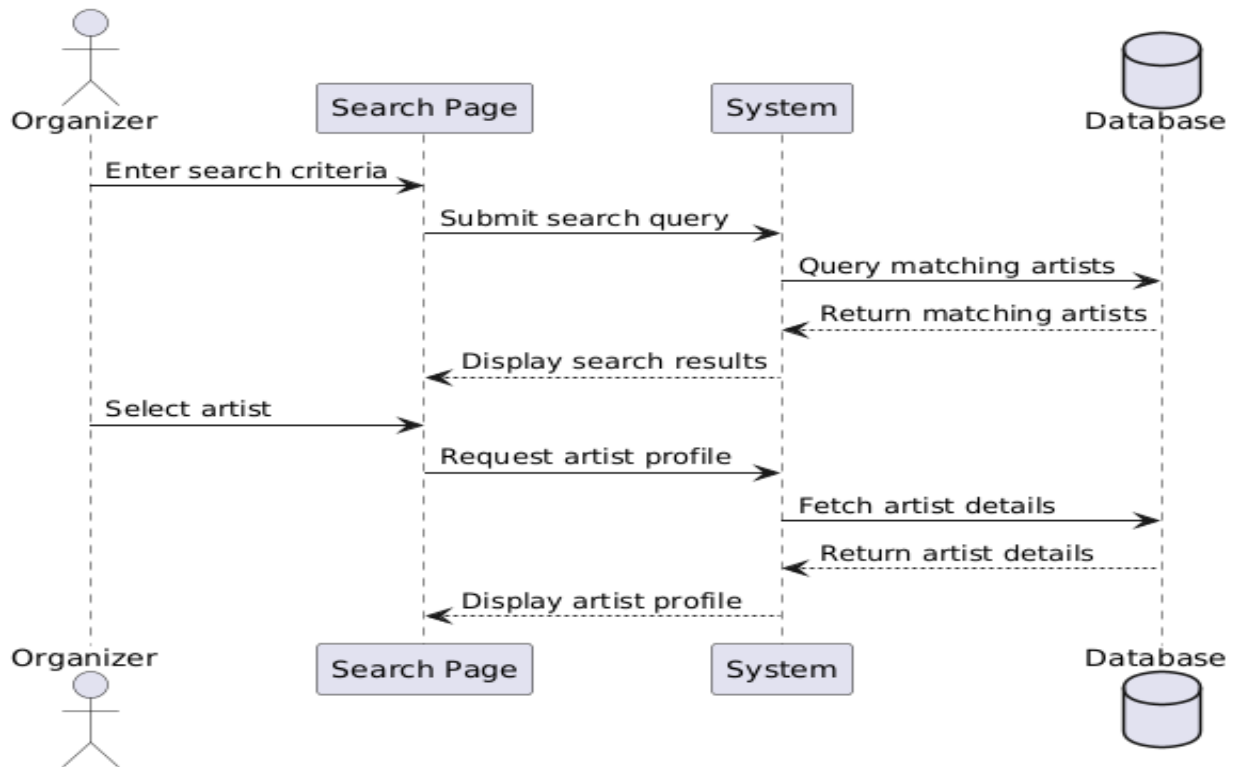 Organizer
Search Page
System
Database
Enter search criteria
Submit search query
Query matching artists
Return matching artists
Display search results
Select artist
Request artist profile
Fetch artist details
Return artist details
Display artist profile
Organizer
Search Page
System
Database